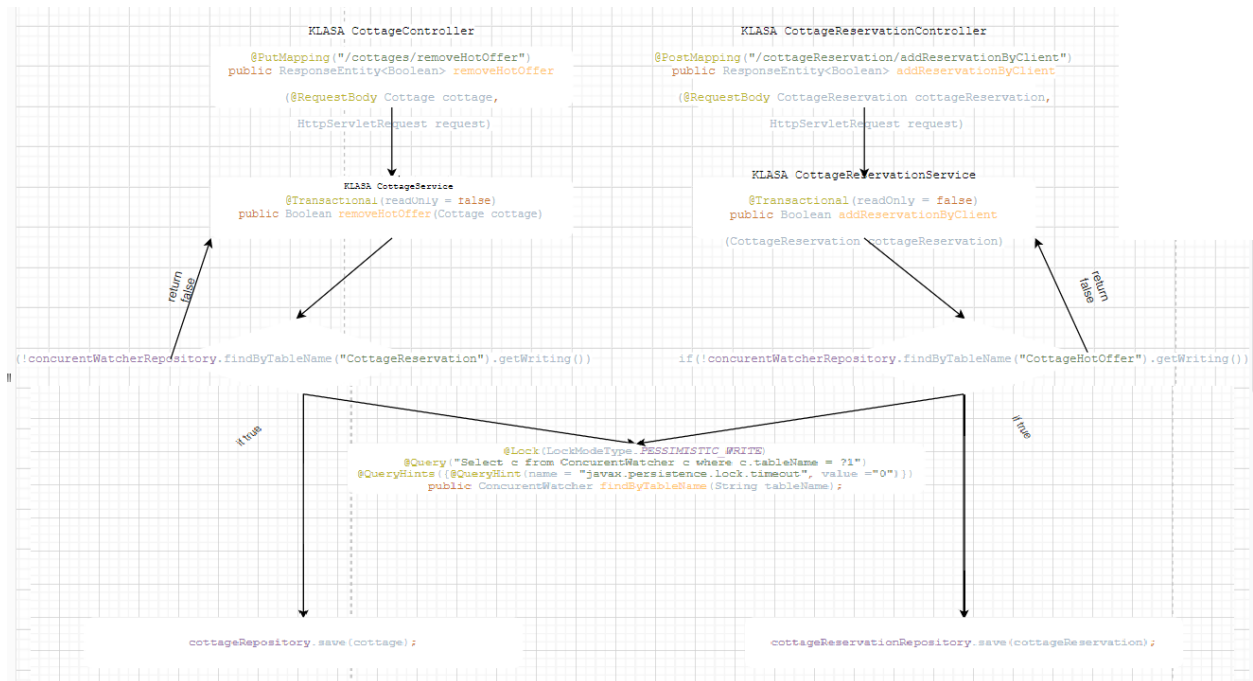 KLASA CottageController
@PutMapping("/cottages/removeHotOffer")
public ResponseEntity<Boolean> removeHotOffer
(@RequestBody Cottage cottage,
HttpServletRequest request)
KLASA CottageService
@Transactional(readOnly = false)
public Boolean removeHotOffer(Cottage cottage)
return
false
(!concurentWatcherRepository.findByTableName("CottageReservation").getWriting())
if true
cottageRepository.save(cottage);
KLASA CottageReservationController
@PostMapping("/cottageReservation/addReservationByClient")
public ResponseEntity<Boolean> addReservationByClient
(@RequestBody CottageReservation cottageReservation,
HttpServletRequest request)
KLASA CottageReservationService
@Transactional(readOnly = false)
public Boolean addReservationByClient
(CottageReservation cottageReservation)
return
false
if(!concurentWatcherRepository.findByTableName("CottageHotOffer").getWriting())
if true
@Lock(LockModeType.PESSIMISTIC_WRITE)
@Query("Select c from ConcurentWatcher c where c.tableName = ?1")
@QueryHints({@QueryHint(name = "javax.persistence.lock.timeout", value ="0")})
public ConcurentWatcher findByTableName(String tableName);
cottageReservationRepository.save(cottageReservation);